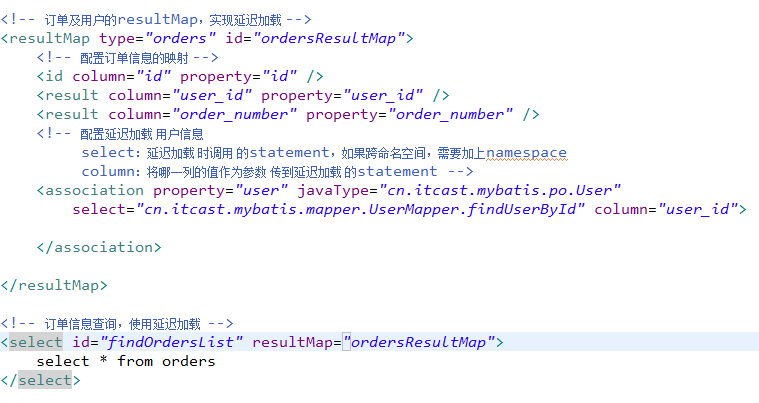 <!-- 订单及用户的resultMap，实现延迟加载 -->
<resultMap type="orders" id="ordersResultMap">
<!-- 配置订单信息的映射 -->
<id column="id" property="id" />
<result column="user_id" property="user_id" />
<result column="order_number" property="order_number" />
<!-- 配置延迟加载 用户信息
select：延迟加载 时调用 的statement，如果跨命名空间，需要加上namespace
column：将哪一列的值作为参数 传到延迟加载 的statement -->
<association property="user" javaType="cn.itcast.mybatis.po.User"
select="cn.itcast.mybatis.mapper.UserMapper.findUserById" column="user_id">
</association>
</resultMap>
<!-- 订单信息查询，使用延迟加载 -->
<select id="findOrdersList" resultMap="ordersResultMap">
select * from orders
</select>